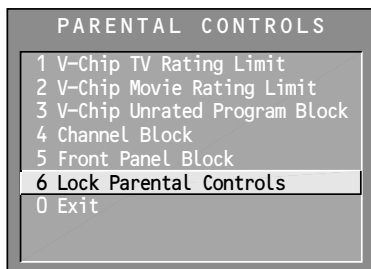 PARENTAL CONTROLS
1 V-Chip TV Rating Limit
2 V-Chip Movie Rating Limit
3 V-Chip Unrated Program Block
4 Channel Block
5 Front Panel Block
6 Lock Parental Controls
0 Exit